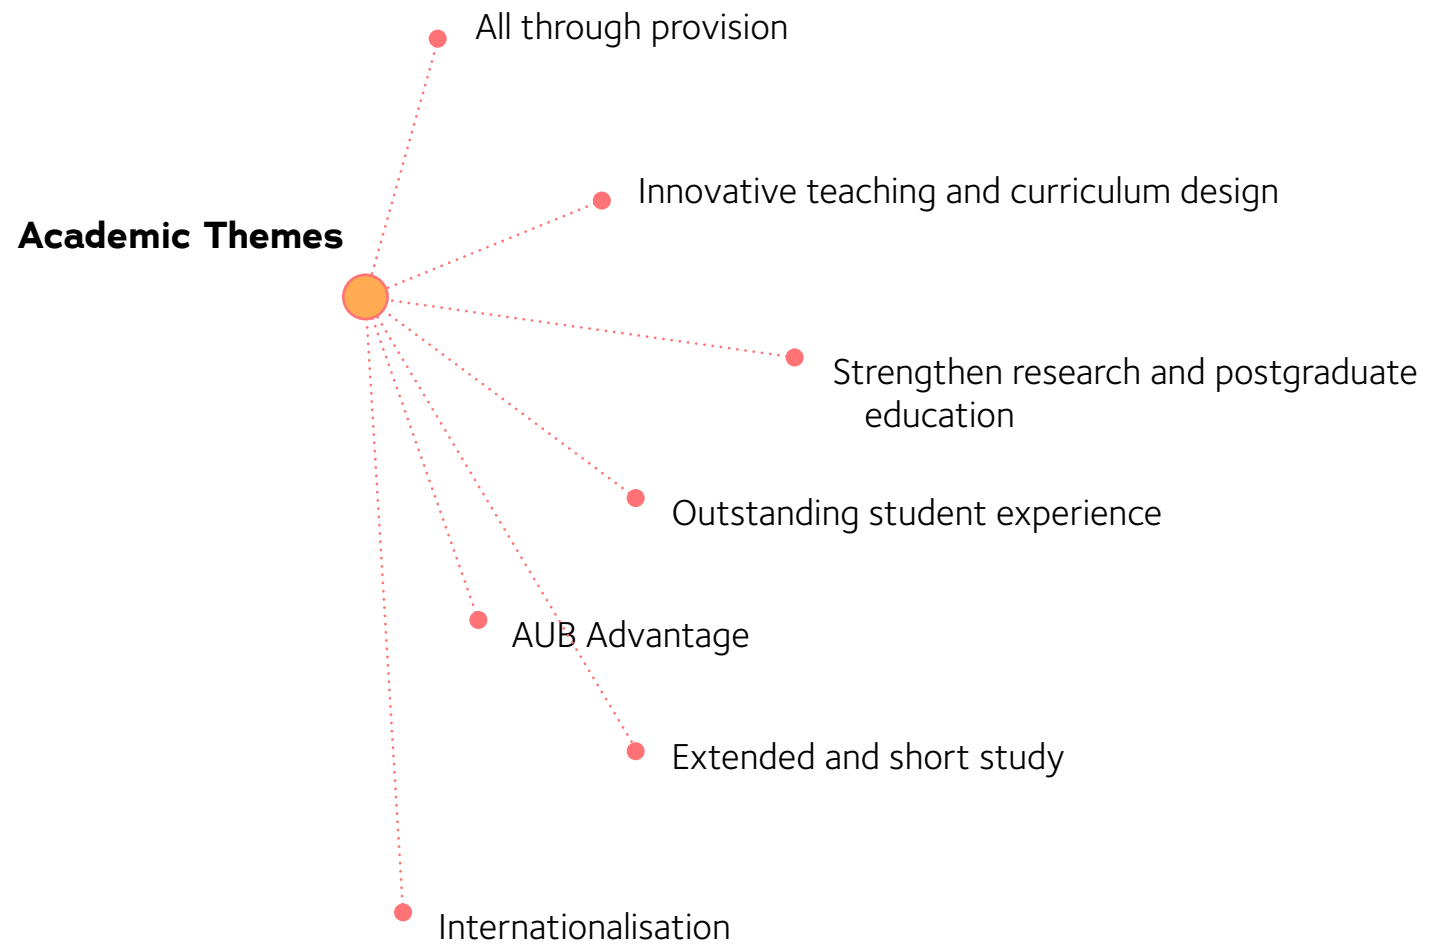 All through provision
Innovative teaching and curriculum design
Academic Themes
Strengthen research and postgraduate
education
Outstanding student experience
AUB Advantage
Extended and short study
Internationalisation